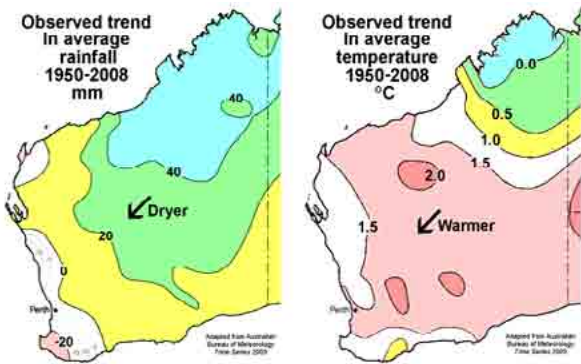 Observed trend
In average
rainfall
1950-2008
mm
40
40
Dryer
20
0
Perth
-20
Adapted from Australian
Bureau of Meteorology
Time Series 2009
Observed trend
In average
temperature
1950-2008
°C
0.0
0.5
1.0
1.5
2.0
1.5
Warmer
Perth
Adapted from Australian
Bureau of Meteorology
Time Series 2009